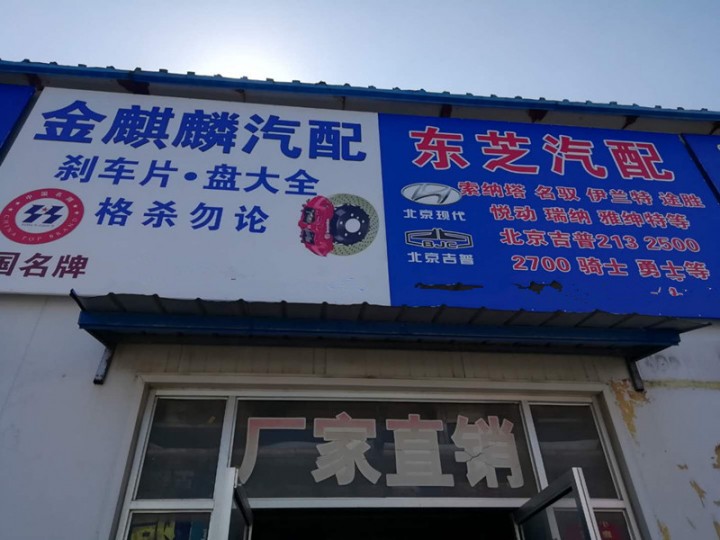 金麒麟汽配
刹车片·盘大全
格杀勿论
国名牌
东芝汽配
北京现代
索纳塔 名驭 伊兰特 途胜
悦动 瑞纳 雅绅特等
BJC
北京吉普
北京吉普213 2500
2700 骑士 勇士等
厂家直销